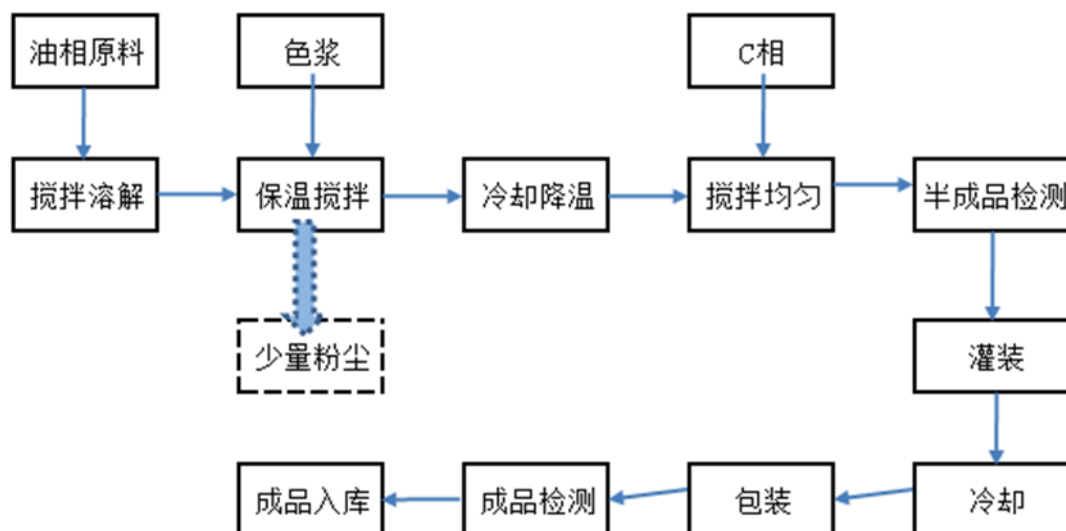 油相原料
色浆
C相
搅拌溶解
保温搅拌
冷却降温
搅拌均匀
半成品检测
少量粉尘
灌装
成品入库
成品检测
包装
冷却